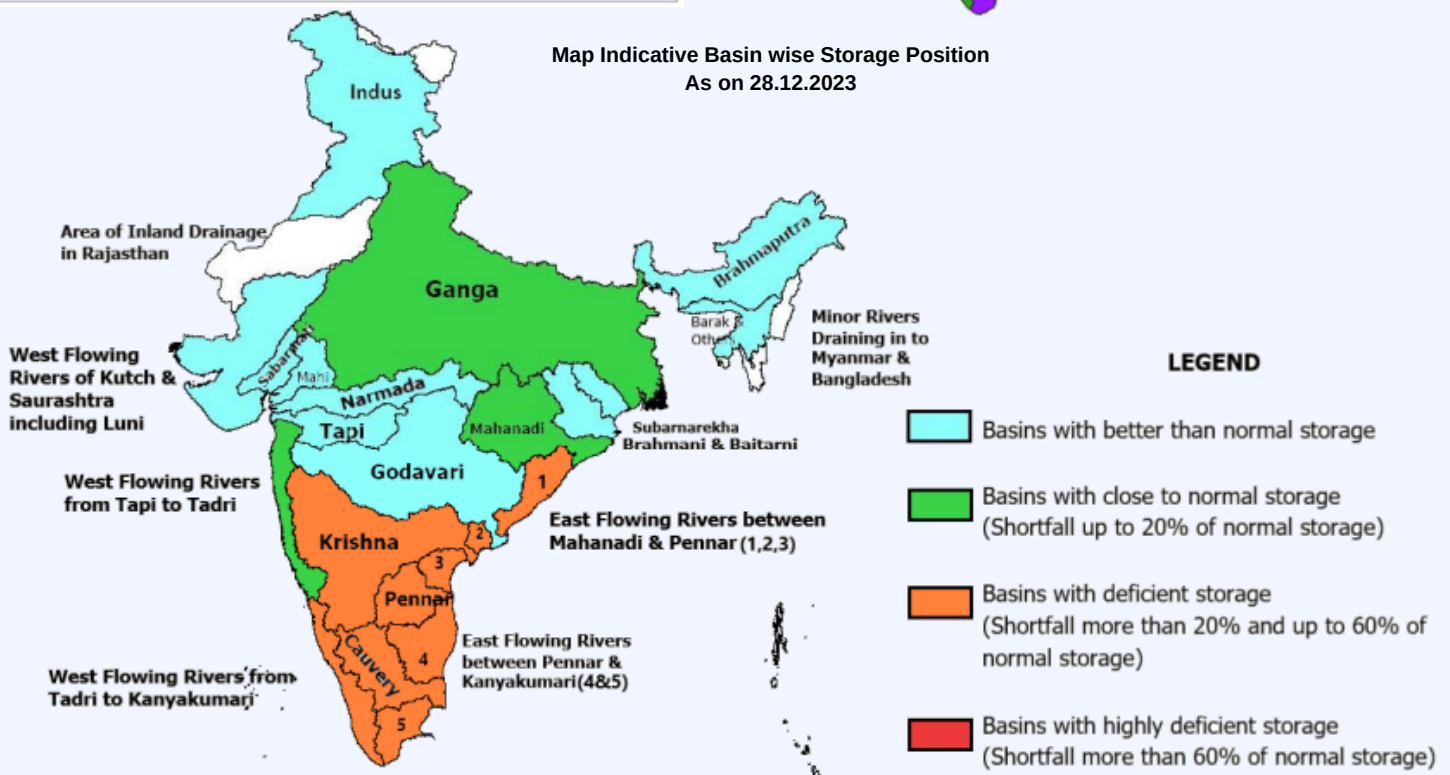 Map Indicative Basin wise Storage Position
As on 28.12.2023
Indus
Area of Inland Drainage
in Rajasthan
Brahmaputra
Ganga
Barak &
Others
Minor Rivers
Draining in to
Myanmar &
Bangladesh
West Flowing
Rivers of Kutch &
Saurashtra
including Luni
Sabarmati
Mahi
Narmada
Tapi
Mahanadi
Subarnarekha
Brahmani & Baitarni
Godavari
West Flowing Rivers
from Tapi to Tadri
1
East Flowing Rivers between
Mahanadi & Pennar (1,2,3)
Krishna
2
3
Pennar
Cauvery
4
East Flowing Rivers
between Pennar &
Kanyakumari(4&5)
West Flowing Rivers from
Tadri to Kanyakumari
5
LEGEND
Basins with better than normal storage
Basins with close to normal storage
(Shortfall up to 20% of normal storage)
Basins with deficient storage
(Shortfall more than 20% and up to 60% of
normal storage)
Basins with highly deficient storage
(Shortfall more than 60% of normal storage)